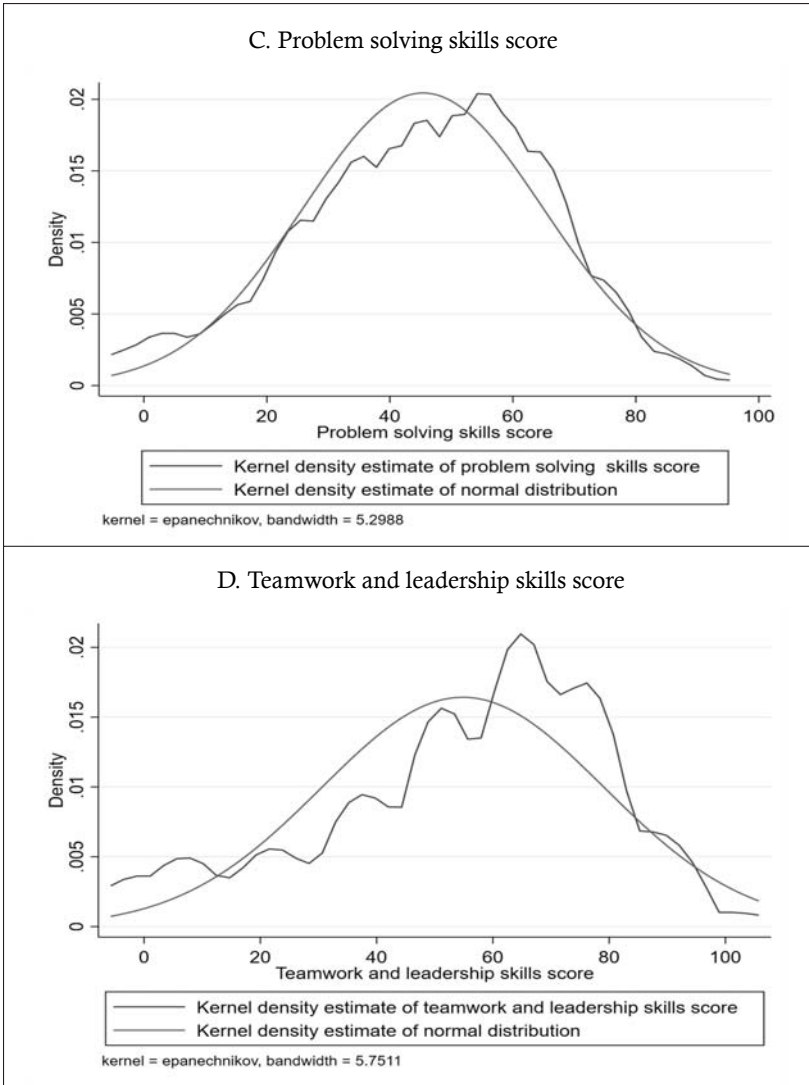 C. Problem solving skills score
.02
.015
.01
.005
0
Density
0 20 40 60 80 100
Problem solving skills score
Kernel density estimate of problem solving skills score
Kernel density estimate of normal distribution
kernel = epanechnikov, bandwidth = 5.2988
D. Teamwork and leadership skills score
.02
.015
.01
.005
0
Density
0 20 40 60 80 100
Teamwork and leadership skills score
Kernel density estimate of teamwork and leadership skills score
Kernel density estimate of normal distribution
kernel = epanechnikov, bandwidth = 5.7511